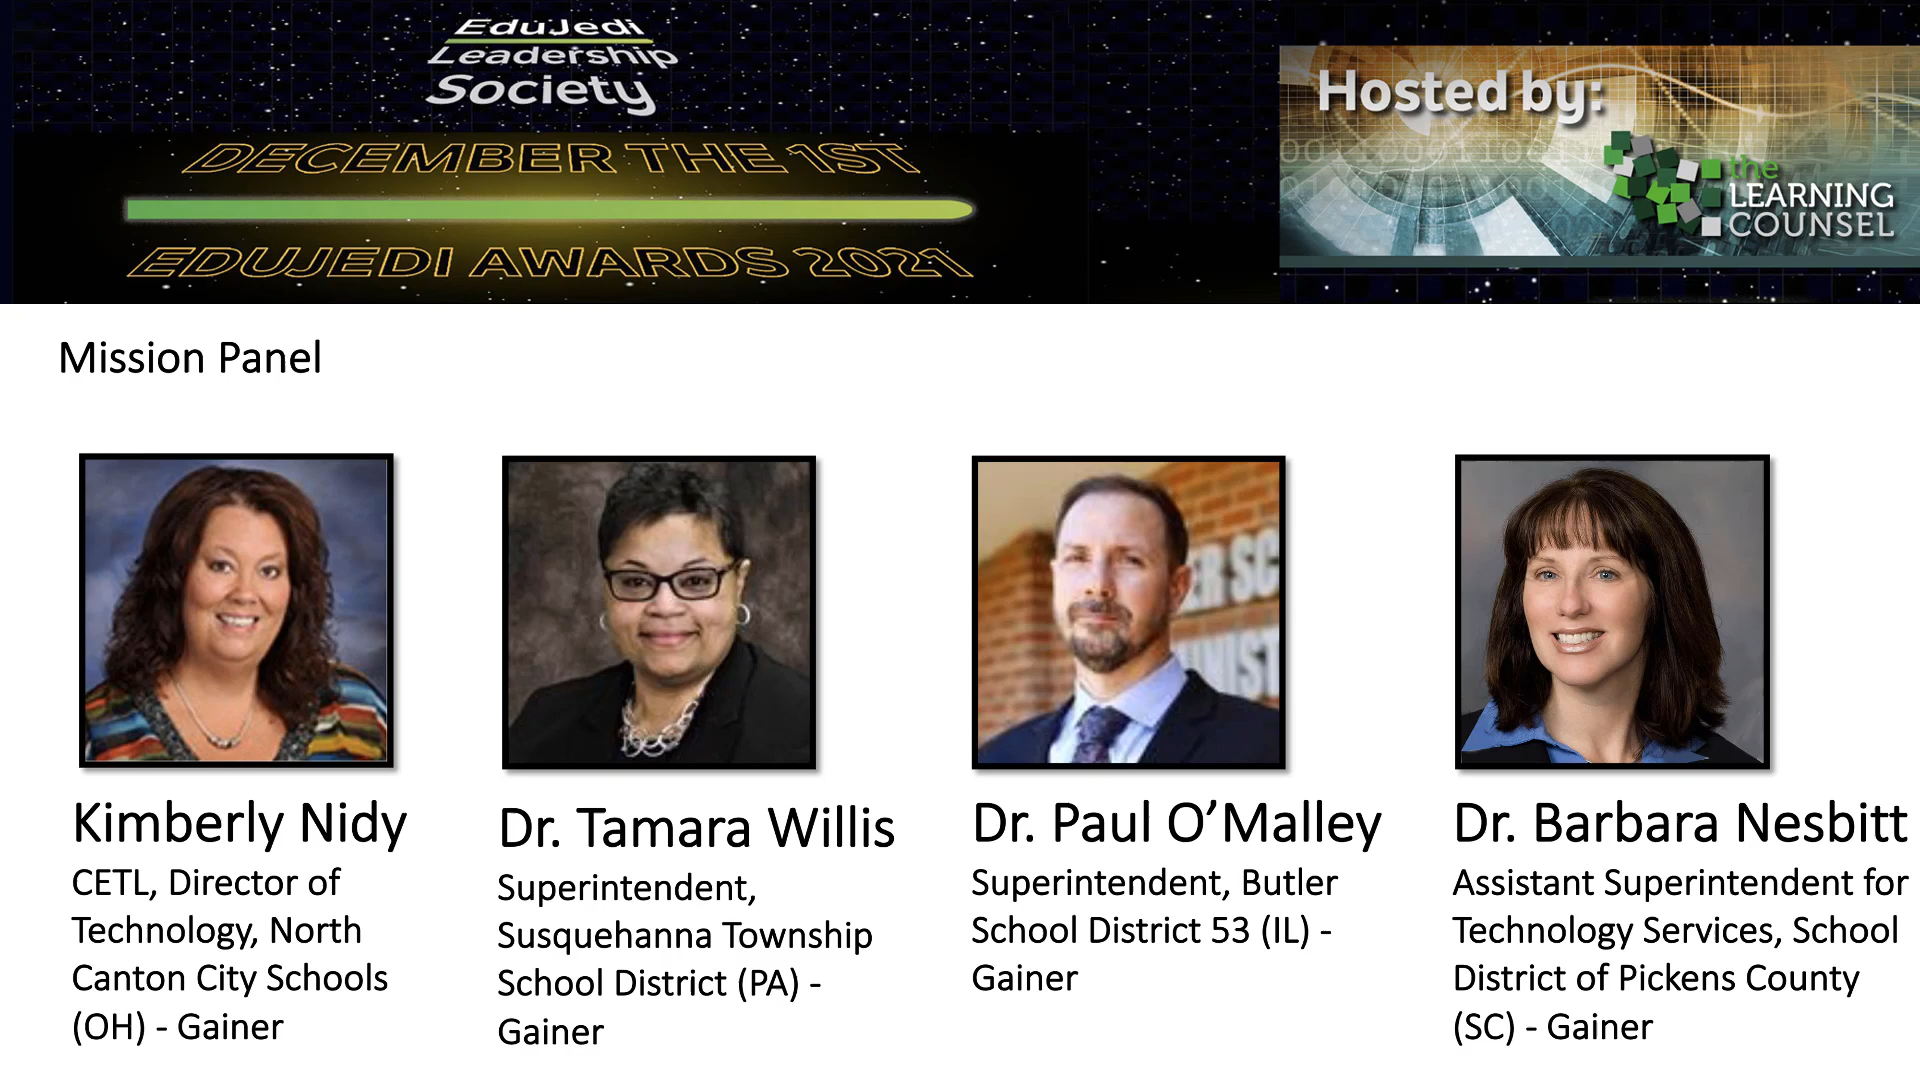 EduJedi
Leadership
Society
DECEMBER THE 1ST
EDUJEDI AWARDS 2021
Hosted by:
the
LEARNING
COUNSEL
Mission Panel
ER SC
UNIST
Kimberly Nidy
CETL, Director of
Technology, North
Canton City Schools
(OH) - Gainer
Dr. Tamara Willis
Superintendent,
Susquehanna Township
School District (PA) -
Gainer
Dr. Paul O’Malley
Superintendent, Butler
School District 53 (IL) -
Gainer
Dr. Barbara Nesbitt
Assistant Superintendent for
Technology Services, School
District of Pickens County
(SC) - Gainer